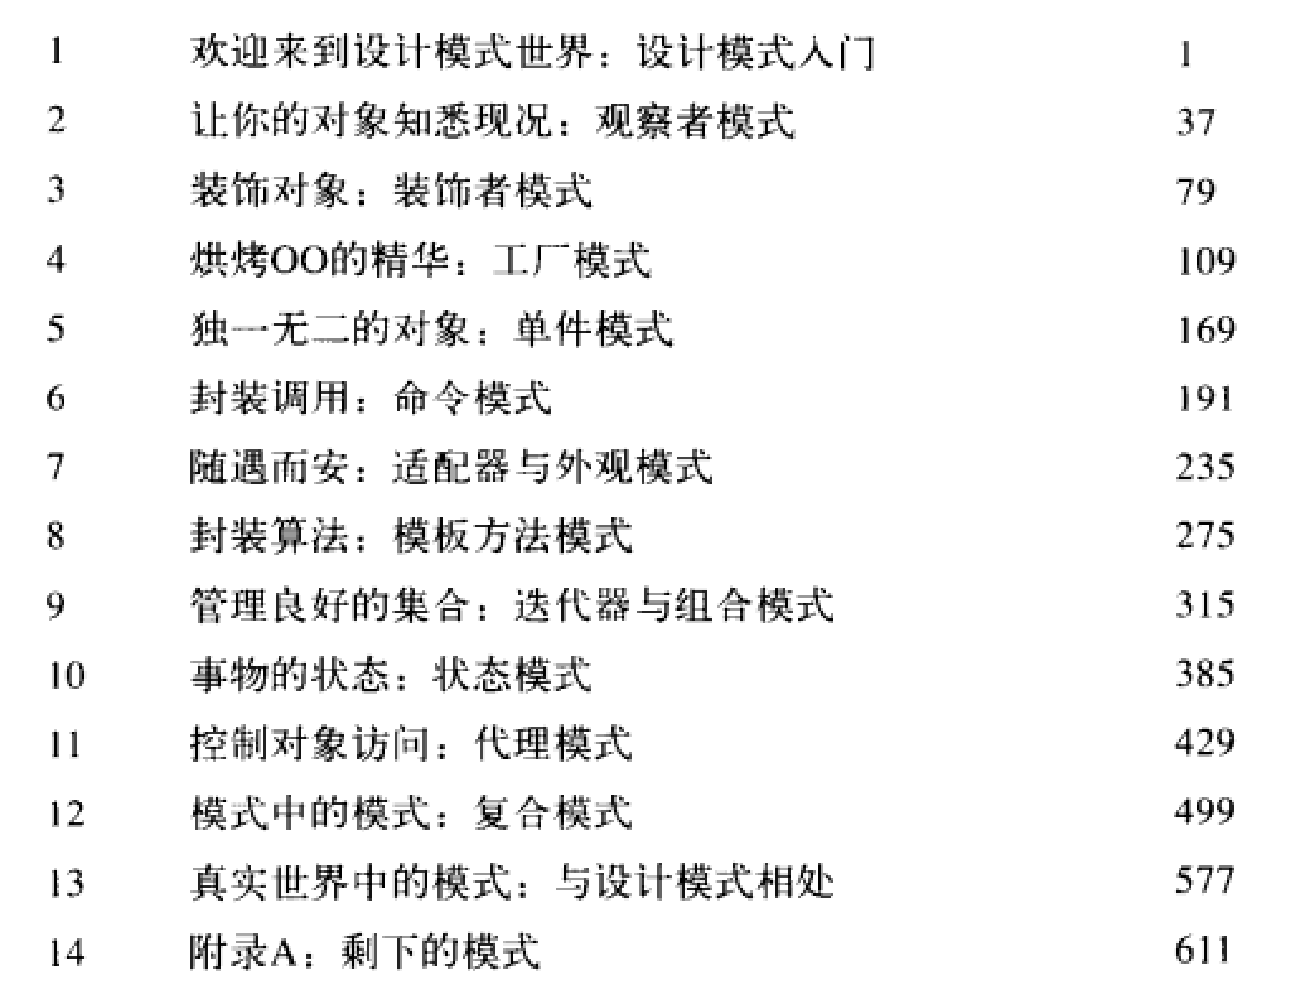 1 欢迎来到设计模式世界：设计模式入门 1
2 让你的对象知悉现况：观察者模式 37
3 装饰对象：装饰者模式 79
4 烘烤OO的精华：工厂模式 109
5 独一无二的对象：单件模式 169
6 封装调用：命令模式 191
7 随遇而安：适配器与外观模式 235
8 封装算法：模板方法模式 275
9 管理良好的集合：迭代器与组合模式 315
10 事物的状态：状态模式 385
11 控制对象访问：代理模式 429
12 模式中的模式：复合模式 499
13 真实世界中的模式：与设计模式相处 577
14 附录A：剩下的模式 611